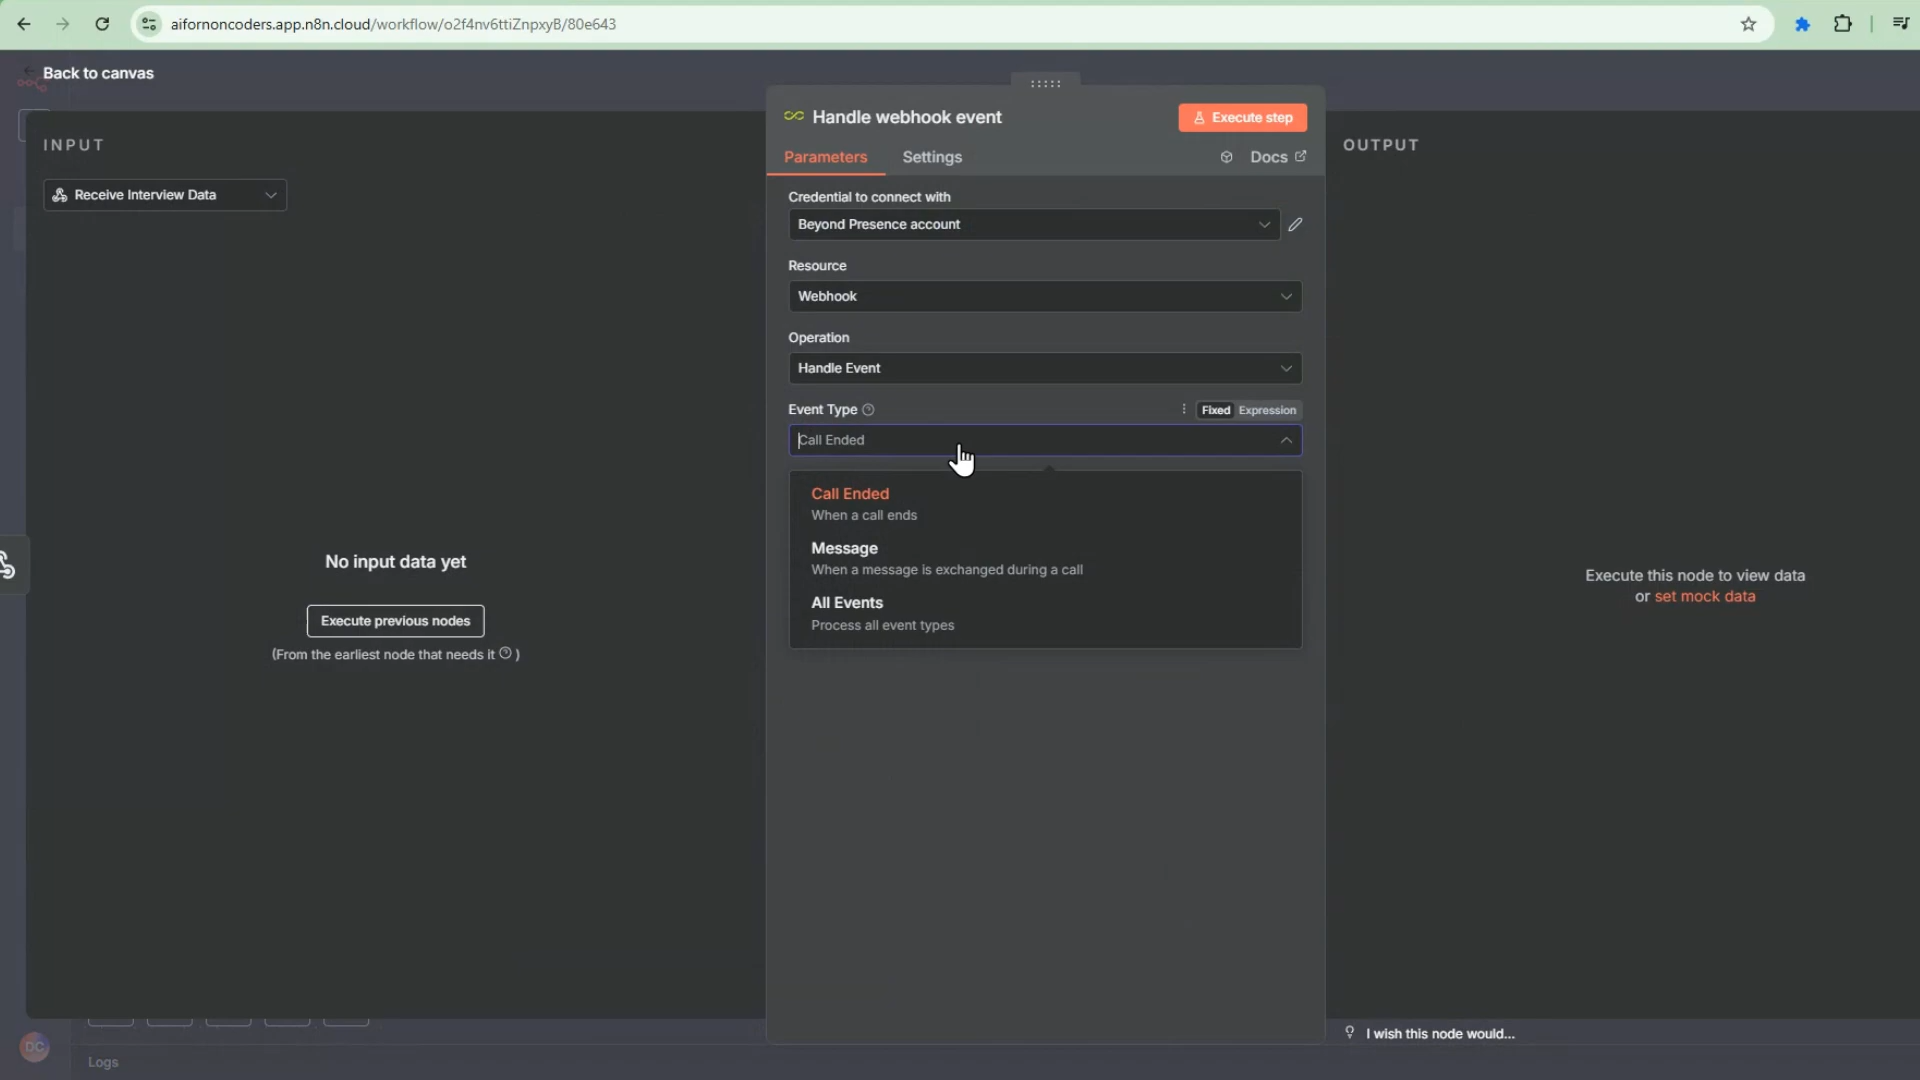 aifornoncoders.app.n8n.cloud/workflow/o2f4nv6ttiZnpxyB/80e643
Back to canvas
INPUT
Receive Interview Data
No input data yet
Execute previous nodes
(From the earliest node that needs it ? )
Handle webhook event
Execute step
Parameters
Settings
Docs
Credential to connect with
Beyond Presence account
Resource
Webhook
Operation
Handle Event
Event Type ?
Fixed
Expression
Call Ended
Call Ended
When a call ends
Message
When a message is exchanged during a call
All Events
Process all event types
OUTPUT
Execute this node to view data
or set mock data
I wish this node would...
DC
Logs